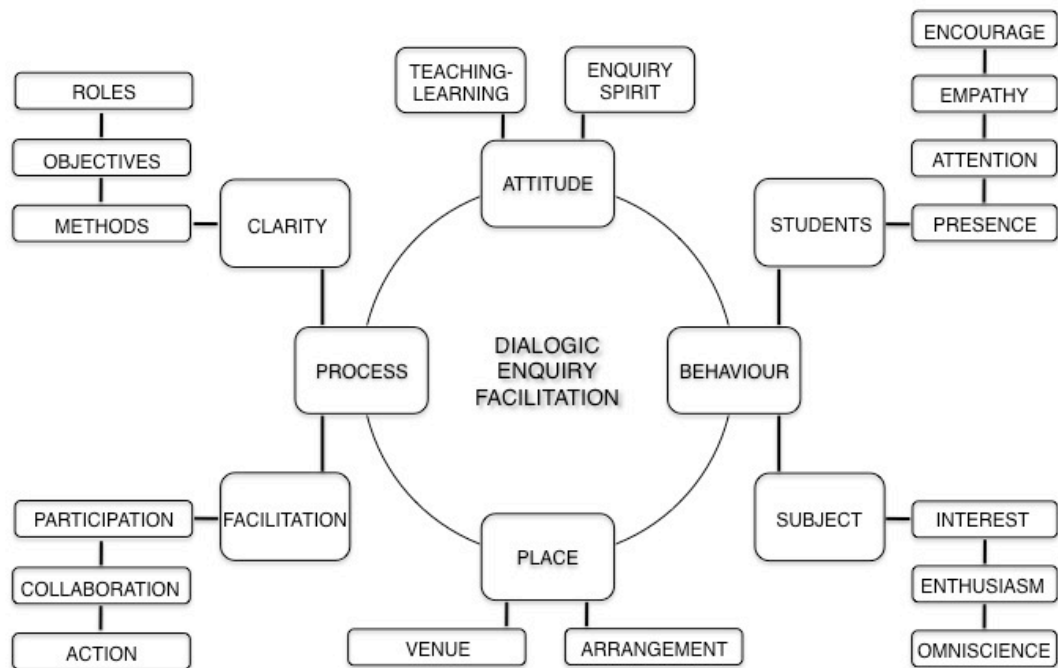 ENCOURAGE
TEACHING-
LEARNING
ENQUIRY
SPIRIT
ROLES
EMPATHY
OBJECTIVES
ATTITUDE
ATTENTION
METHODS
CLARITY
STUDENTS
PRESENCE
DIALOGIC
ENQUIRY
FACILITATION
PROCESS
BEHAVIOUR
PARTICIPATION
FACILITATION
SUBJECT
INTEREST
PLACE
COLLABORATION
ENTHUSIASM
ACTION
VENUE
ARRANGEMENT
OMNISCIENCE